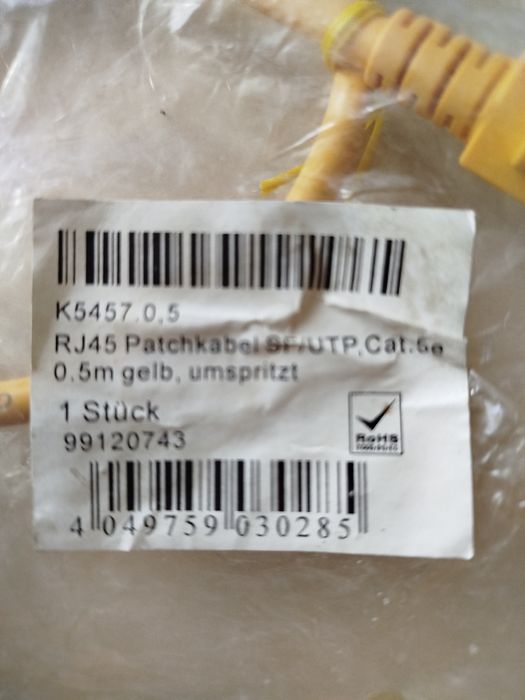 K5457.0,5
RJ45 Patchkabel SF/UTP,Cat.5e
0.5m gelb, umspritzt
1 Stück
99120743
RoHS
4 049759 030285